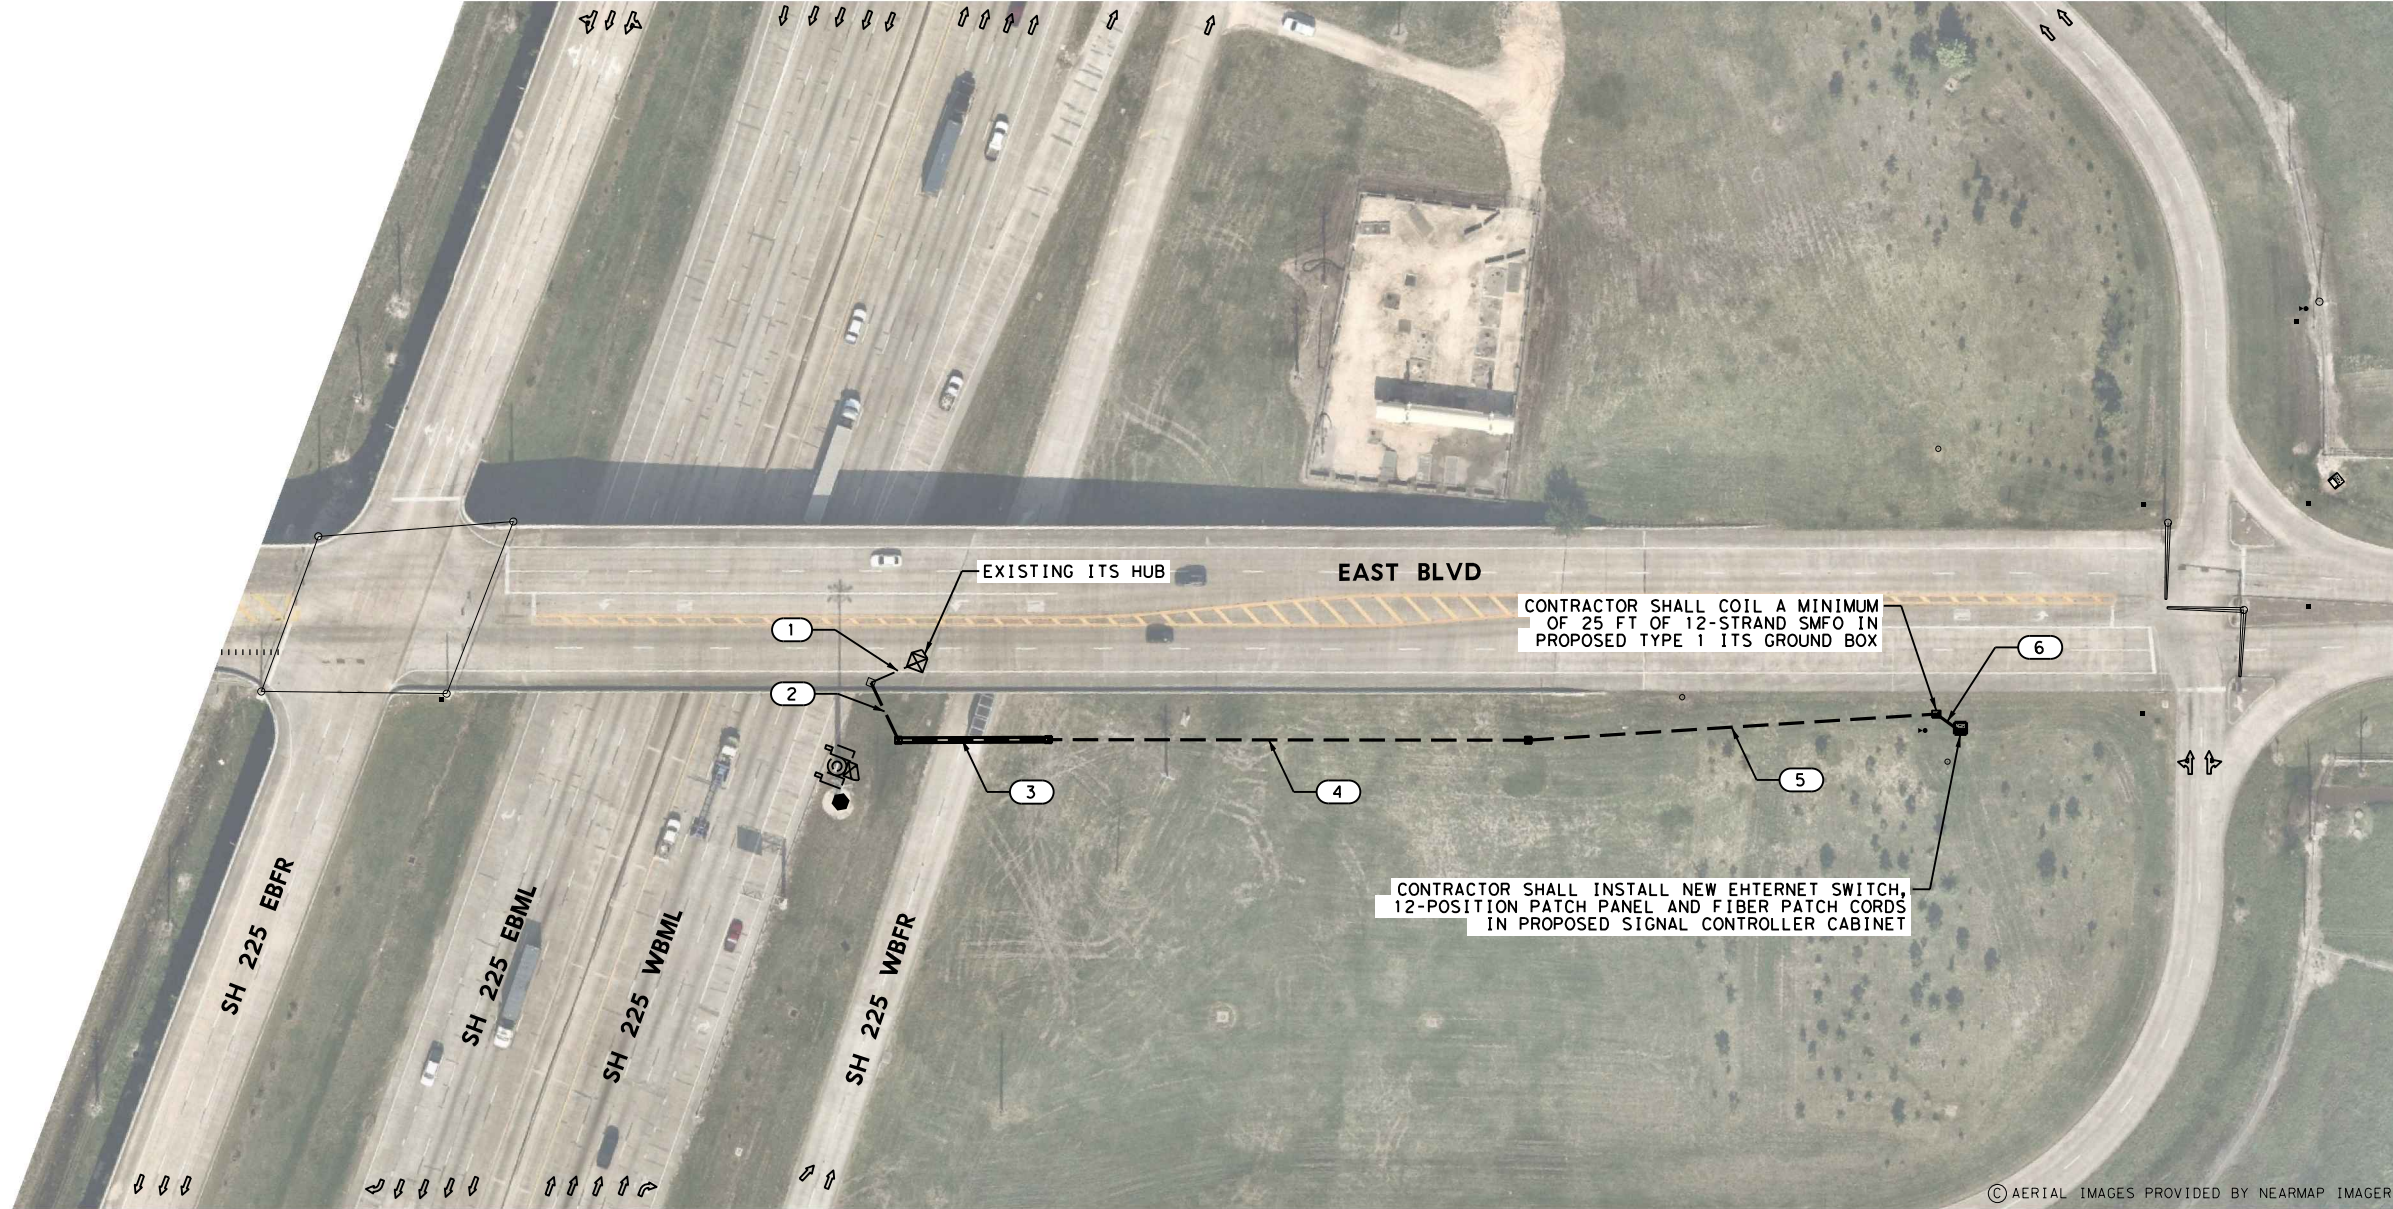 EXISTING ITS HUB
EAST BLVD
CONTRACTOR SHALL COIL A MINIMUM
OF 25 FT OF 12-STRAND SMFO IN
PROPOSED TYPE 1 ITS GROUND BOX
1
6
2
3
4
5
CONTRACTOR SHALL INSTALL NEW EHTERNET SWITCH,
12-POSITION PATCH PANEL AND FIBER PATCH CORDS
IN PROPOSED SIGNAL CONTROLLER CABINET
SH 225 EBFR
SH 225 EBML
SH 225 WBML
SH 225 WBFR
© AERIAL IMAGES PROVIDED BY NEARMAP IMAGER